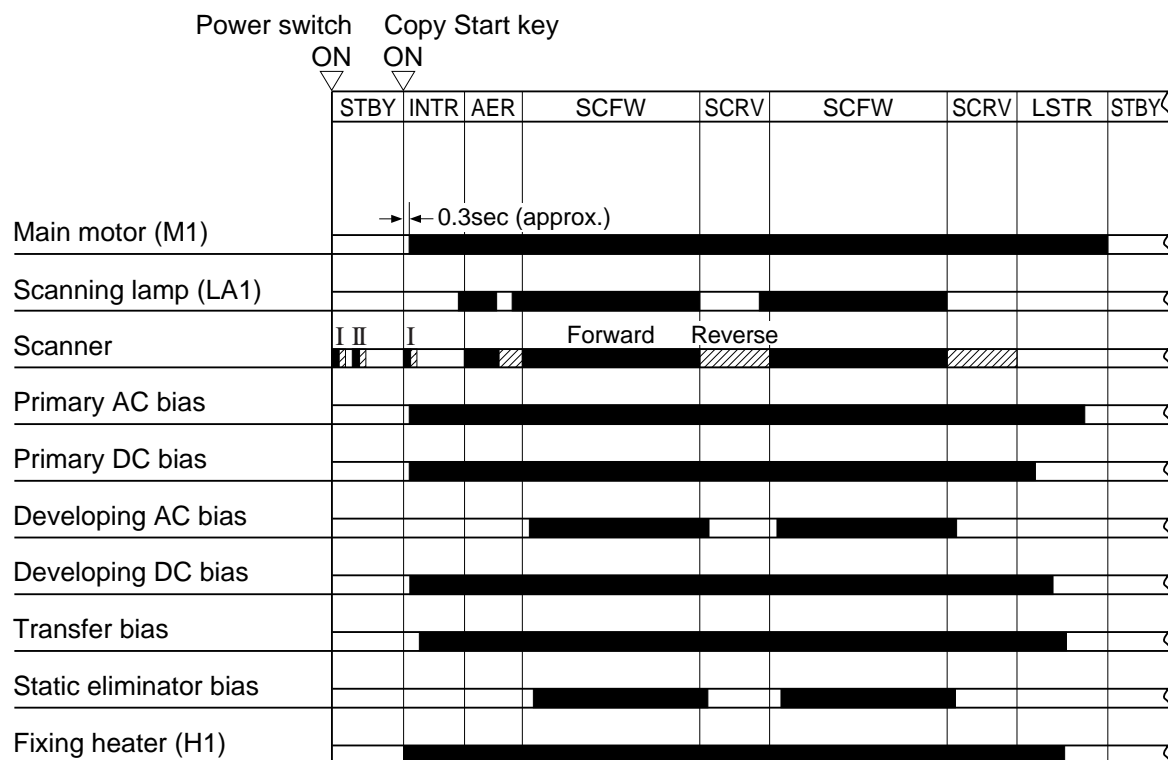 Power switch Copy Start key
ON ON
STBY INTR AER SCFW SCRV SCFW SCRV LSTR STBY
0.3sec (approx.)
Main motor (M1)
Scanning lamp (LA1)
I II I Forward Reverse
Scanner
Primary AC bias
Primary DC bias
Developing AC bias
Developing DC bias
Transfer bias
Static eliminator bias
Fixing heater (H1)